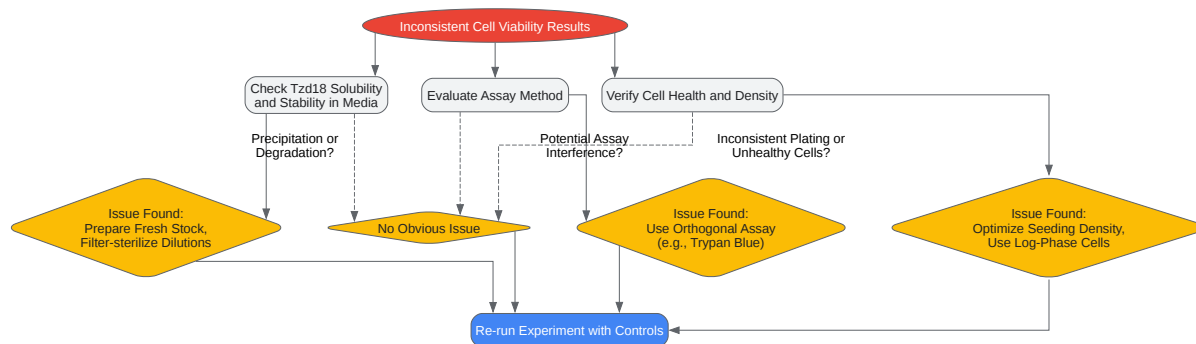 Inconsistent Cell Viability Results
Check Tzd18 Solubility
and Stability in Media
Evaluate Assay Method
Verify Cell Health and Density
Precipitation or
Degradation?
Potential Assay
Interference?
Inconsistent Plating or
Unhealthy Cells?
Issue Found:
Prepare Fresh Stock,
Filter-sterilize Dilutions
No Obvious Issue
Issue Found:
Use Orthogonal Assay
(e.g., Trypan Blue)
Issue Found:
Optimize Seeding Density,
Use Log-Phase Cells
Re-run Experiment with Controls